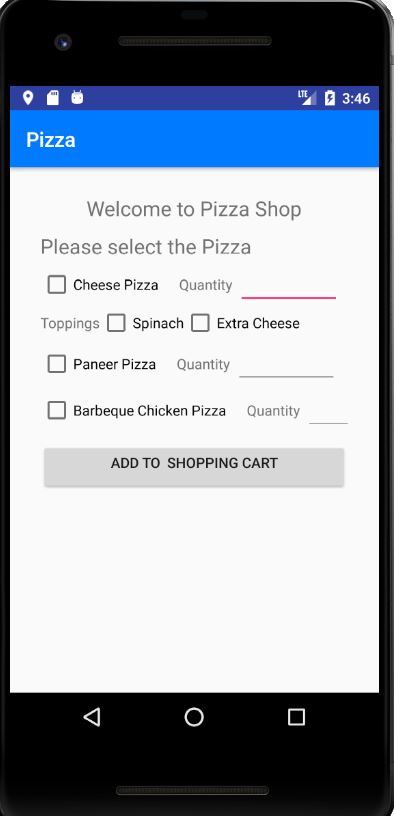 LTE 3:46
Pizza
Welcome to Pizza Shop
Please select the Pizza
Cheese Pizza Quantity
Toppings Spinach Extra Cheese
Paneer Pizza Quantity
Barbeque Chicken Pizza Quantity
ADD TO SHOPPING CART